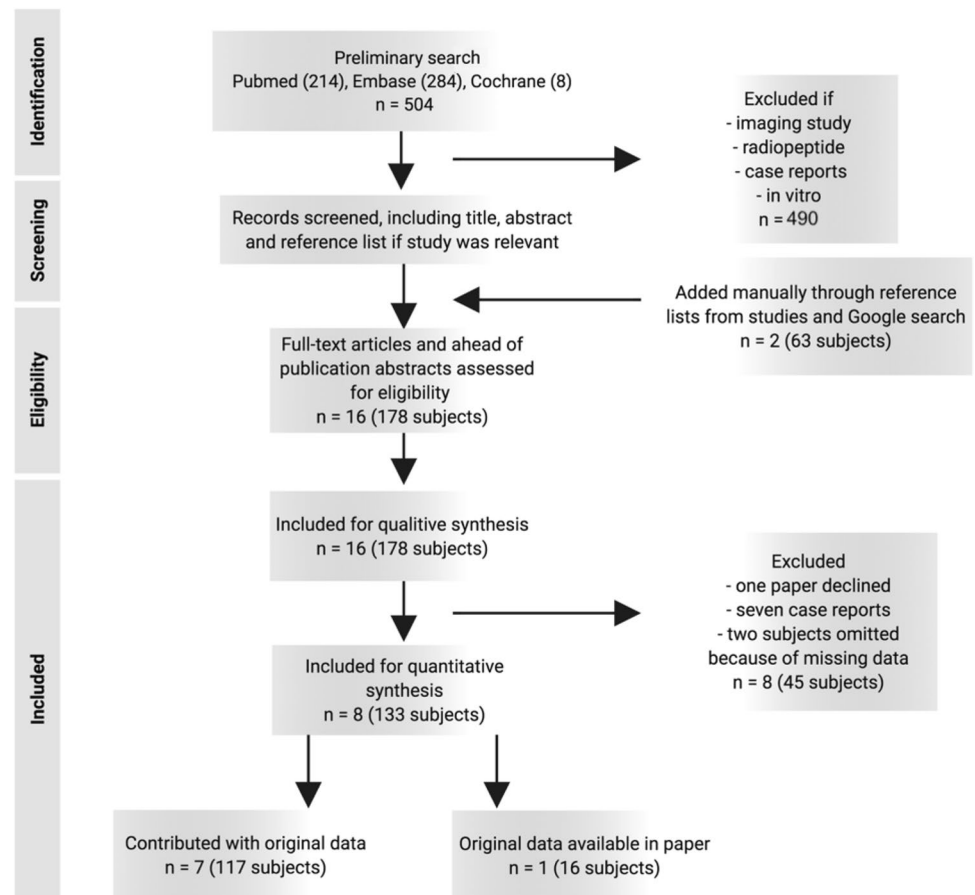 Identification
Preliminary search
Pubmed (214), Embase (284), Cochrane (8)
n = 504
Excluded if
- imaging study
- radiopeptide
- case reports
- in vitro
n = 490
Screening
Records screened, including title, abstract
and reference list if study was relevant
Added manually through reference
lists from studies and Google search
n = 2 (63 subjects)
Eligibility
Full-text articles and ahead of
publication abstracts assessed
for eligibility
n = 16 (178 subjects)
Included
Included for qualitive synthesis
n = 16 (178 subjects)
Excluded
- one paper declined
- seven case reports
- two subjects omitted
because of missing data
n = 8 (45 subjects)
Included for quantitative
synthesis
n = 8 (133 subjects)
Contributed with original data
n = 7 (117 subjects)
Original data available in paper
n = 1 (16 subjects)